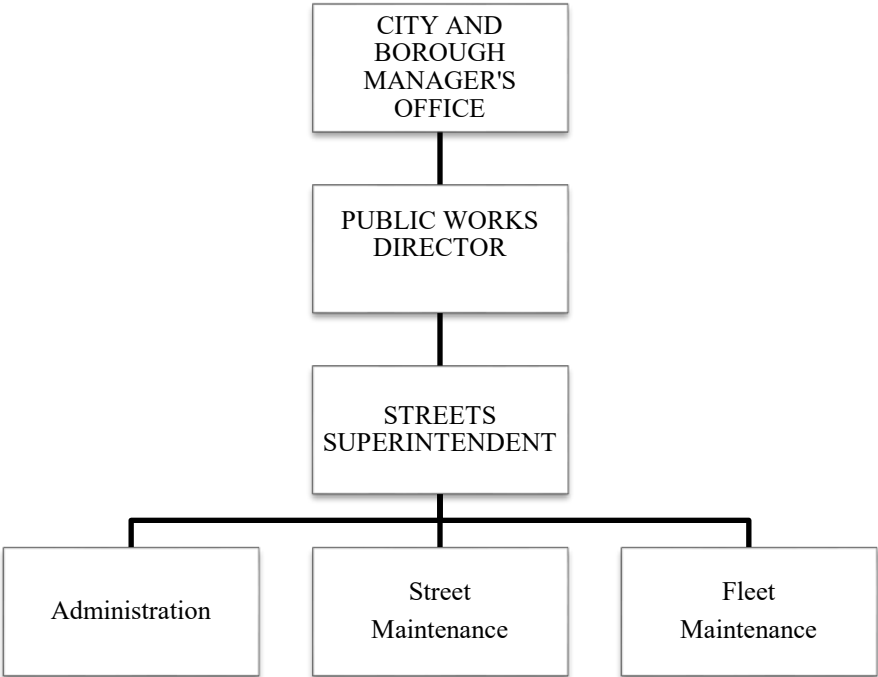 CITY AND
BOROUGH
MANAGER'S
OFFICE
PUBLIC WORKS
DIRECTOR
STREETS
SUPERINTENDENT
Administration
Street
Maintenance
Fleet
Maintenance